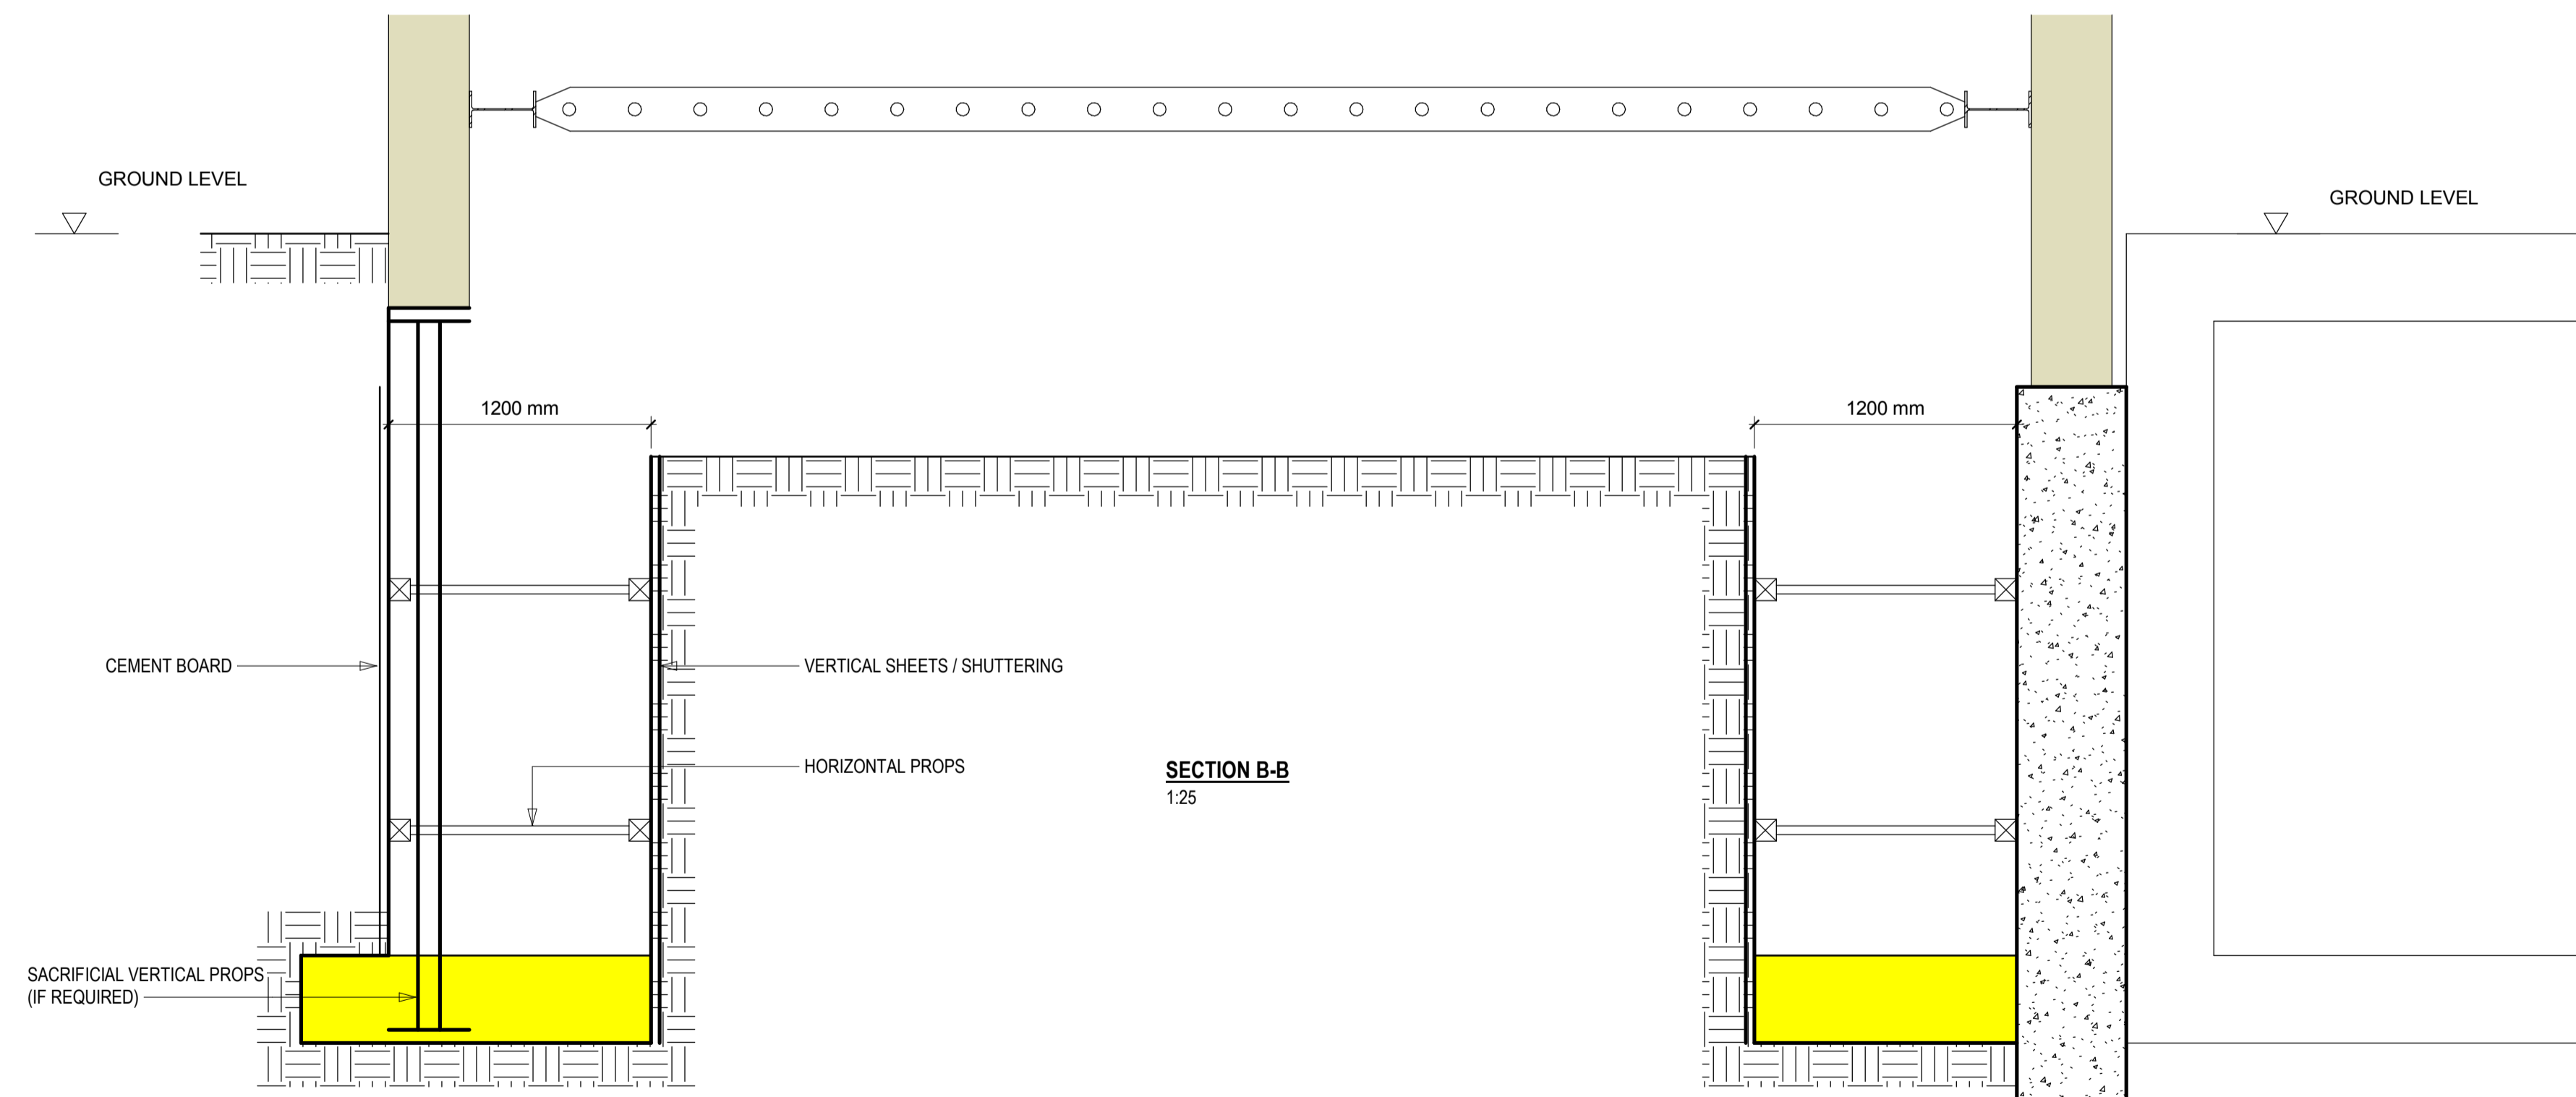 GROUND LEVEL
GROUND LEVEL
1200 mm
1200 mm
CEMENT BOARD
VERTICAL SHEETS / SHUTTERING
HORIZONTAL PROPS
SECTION B-B
1:25
SACRIFICIAL VERTICAL PROPS
(IF REQUIRED)